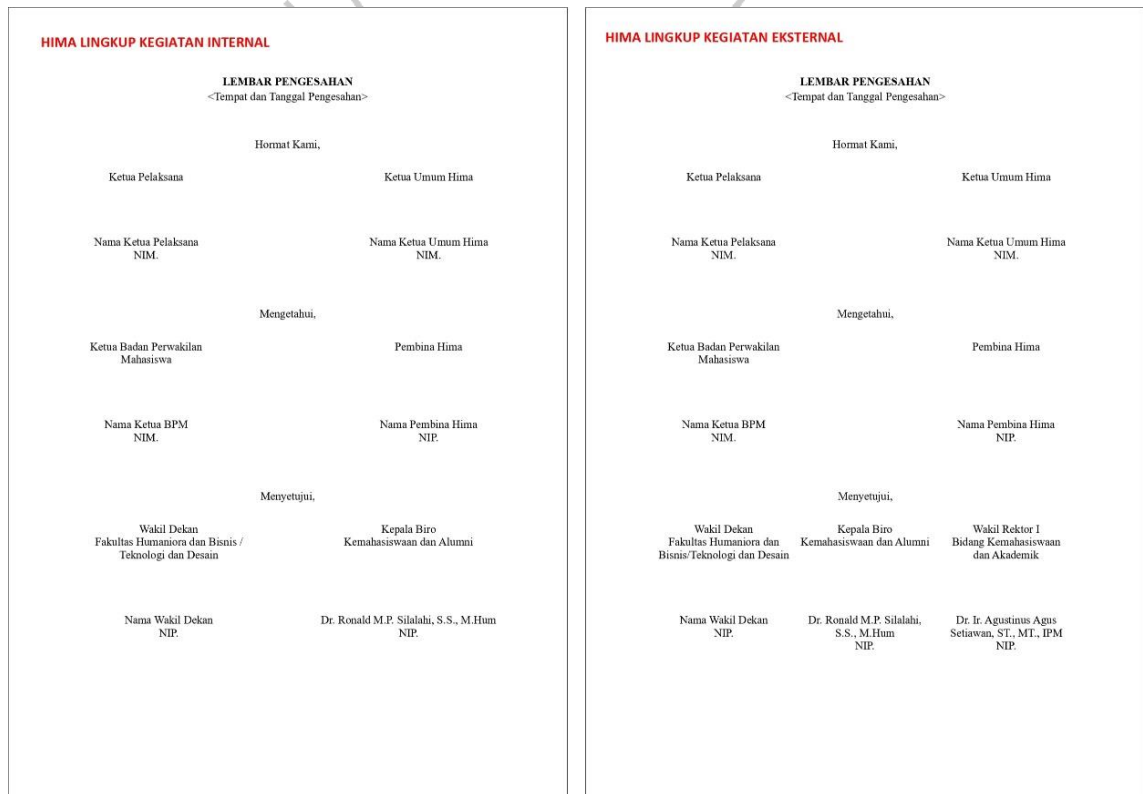 HIMA LINGKUP KEGIATAN INTERNAL
LEMBAR PENGESAHAN
<Tempat dan Tanggal Pengesahan>
Hormat Kami,
Ketua Pelaksana Ketua Umum Hima
Nama Ketua Pelaksana Nama Ketua Umum Hima
NIM. NIM.
Mengetahui,
Ketua Badan Perwakilan Pembina Hima
Mahasiswa
Nama Ketua BPM Nama Pembina Hima
NIM. NIP.
Menyetujui,
Wakil Dekan Kepala Biro
Fakultas Humaniora dan Bisnis / Kemahasiswaan dan Alumni
Teknologi dan Desain
Nama Wakil Dekan Dr. Ronald M.P. Silalahi, S.S., M.Hum
NIP. NIP.
HIMA LINGKUP KEGIATAN EKSTERNAL
LEMBAR PENGESAHAN
<Tempat dan Tanggal Pengesahan>
Hormat Kami,
Ketua Pelaksana Ketua Umum Hima
Nama Ketua Pelaksana Nama Ketua Umum Hima
NIM. NIM.
Mengetahui,
Ketua Badan Perwakilan Pembina Hima
Mahasiswa
Nama Ketua BPM Nama Pembina Hima
NIM. NIP.
Menyetujui,
Wakil Dekan Kepala Biro Wakil Rektor I
Fakultas Humaniora dan Kemahasiswaan dan Alumni Bidang Kemahasiswaan
Bisnis/Teknologi dan Desain dan Akademik
Nama Wakil Dekan Dr. Ronald M.P. Silalahi, Dr. Ir. Agustinus Agus
NIP. S.S., M.Hum Setiawan, ST., MT., IPM
NIP. NIP.